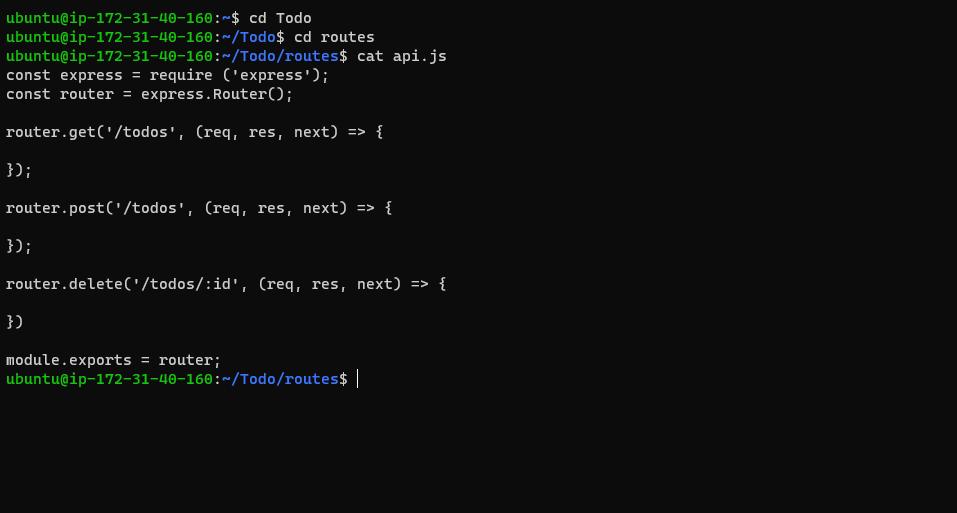 ubuntu@ip-172-31-40-160:~$ cd Todo
ubuntu@ip-172-31-40-160:~/Todo$ cd routes
ubuntu@ip-172-31-40-160:~/Todo/routes$ cat api.js
const express = require ('express');
const router = express.Router();

router.get('/todos', (req, res, next) => {

});

router.post('/todos', (req, res, next) => {

});

router.delete('/todos/:id', (req, res, next) => {

})

module.exports = router;
ubuntu@ip-172-31-40-160:~/Todo/routes$